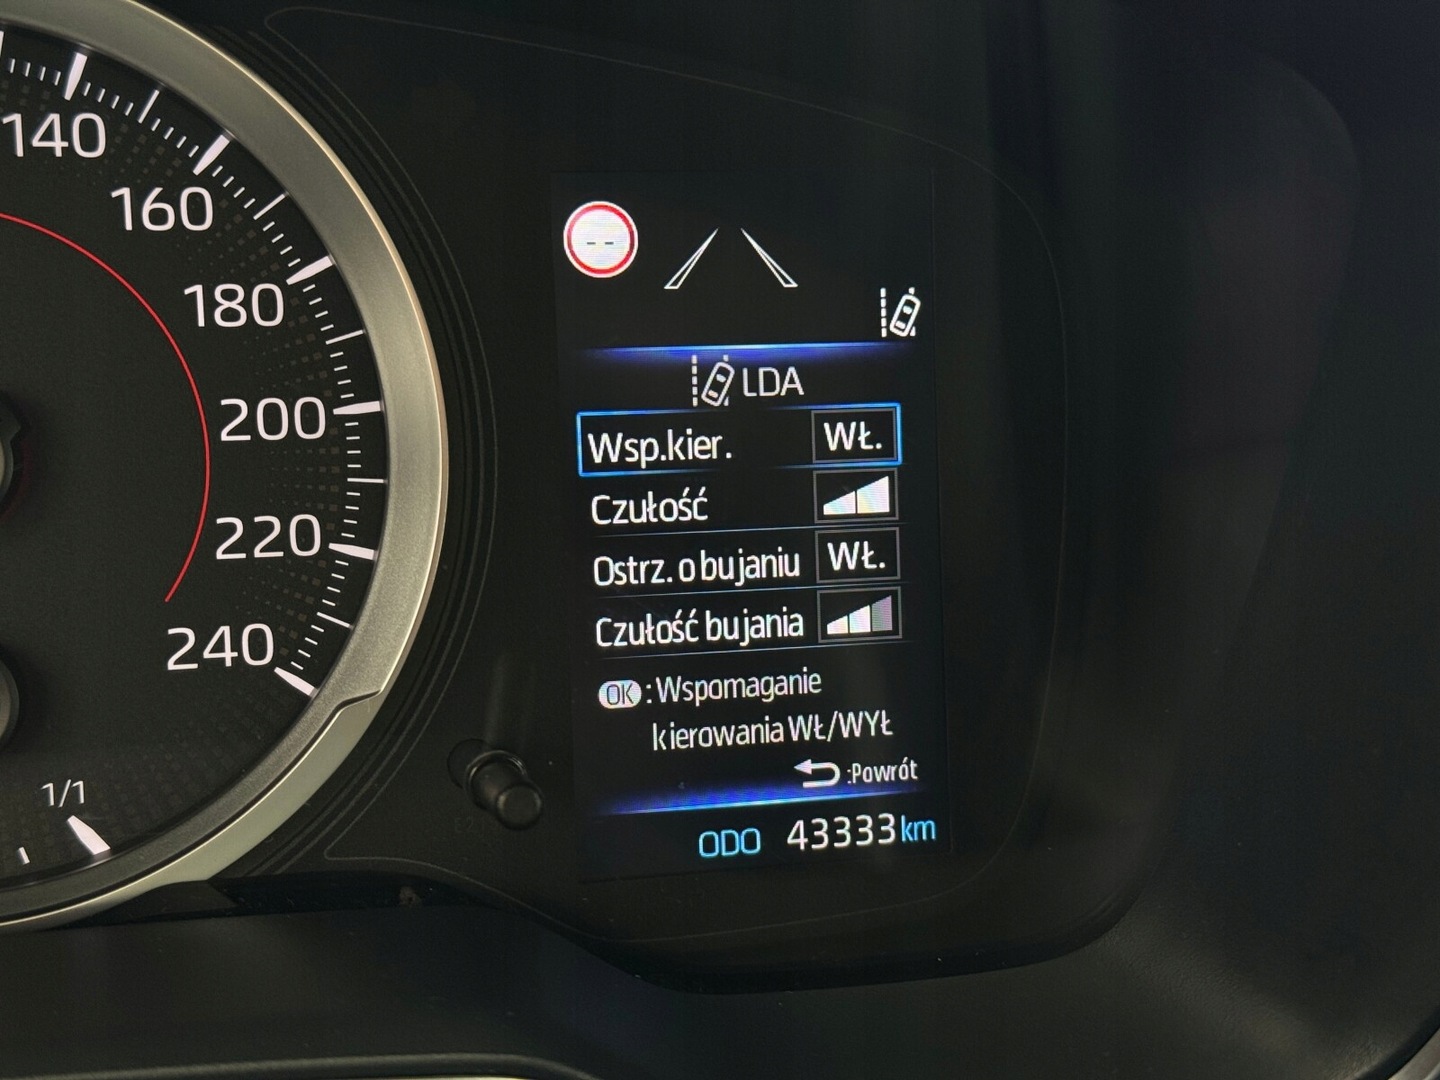 140
160
180
200
220
240
1/1
--
LDA
Wsp.kier. WŁ.
Czułość
Ostrz. o bujaniu WŁ.
Czułość bujania
OK :Wspomaganie
kierowania WŁ/WYŁ
:Powrót
ODO 43333 km